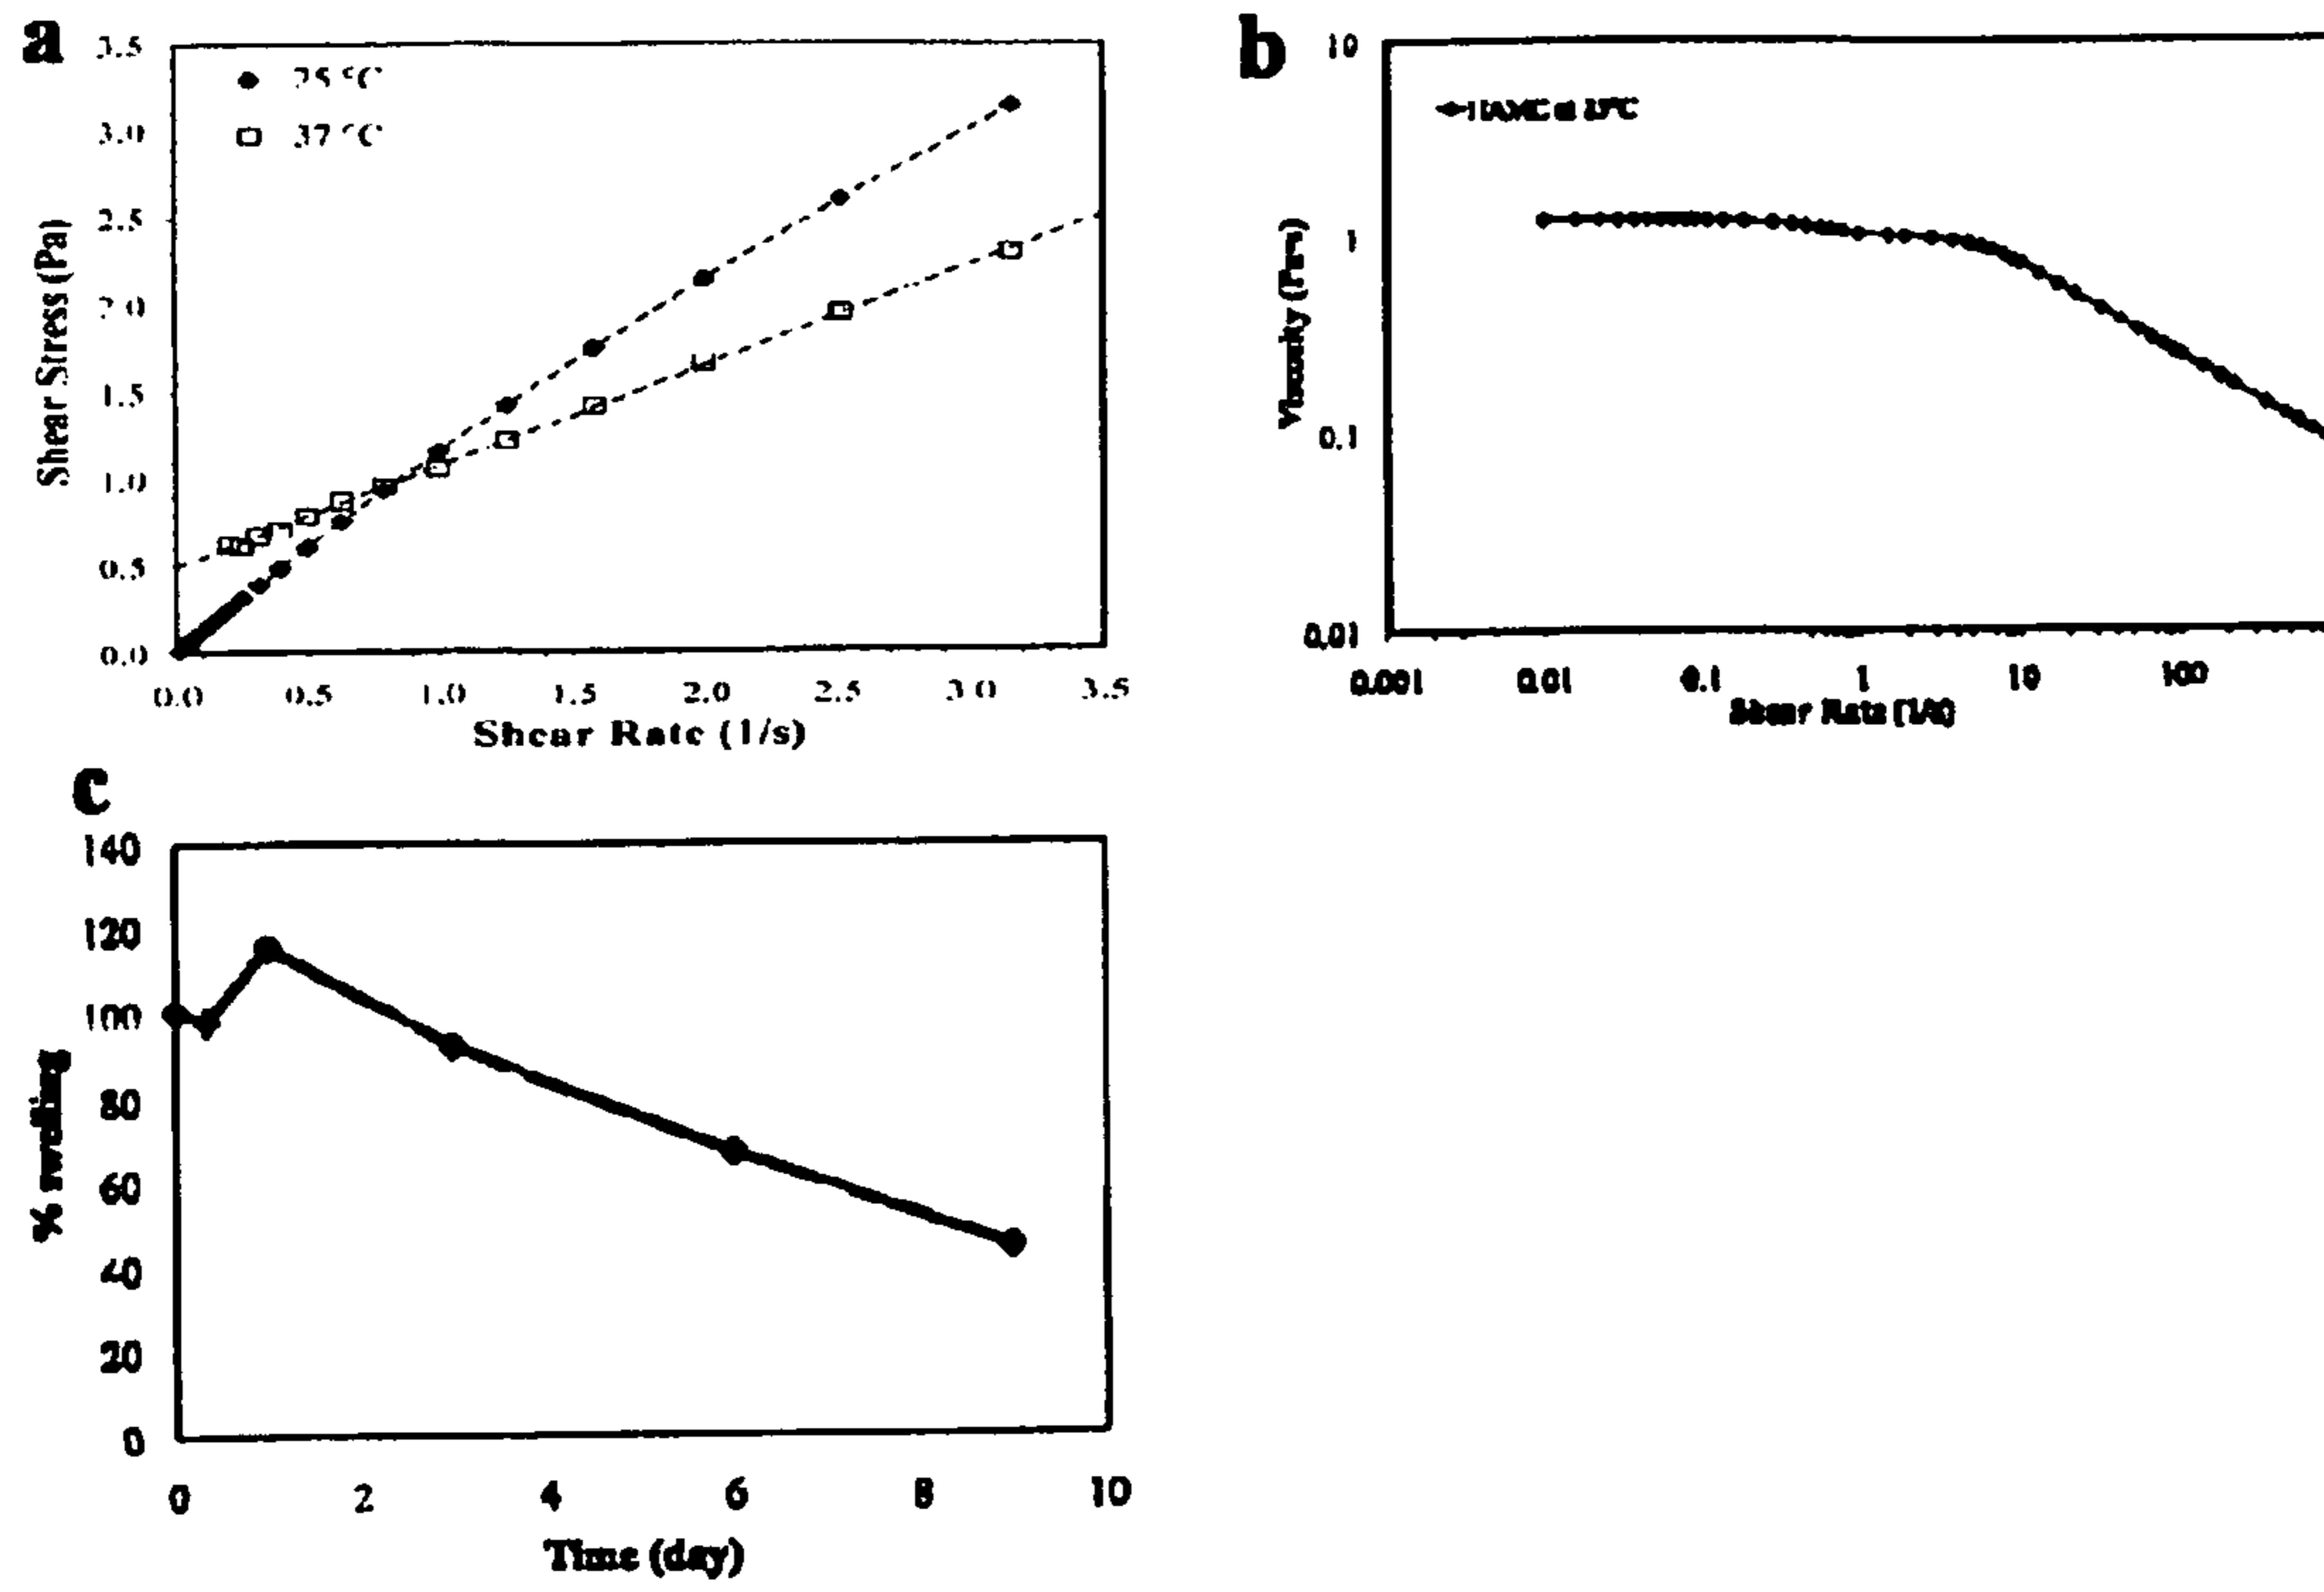 a
3.5
3.0
2.5
2.0
1.5
1.0
0.5
0.0
25 °C
37 °C
Shear Stress (Pa)
0.0 0.5 1.0 1.5 2.0 2.5 3.0 3.5
Shear Rate (1/s)
b
10
1
0.1
0.01
HAMC at
Viscosity
0.001 0.01 0.1 1 10 100
Shear Rate (1/s)
c
140
120
100
80
60
40
20
0
% swelling
0 2 4 6 8 10
Time (day)